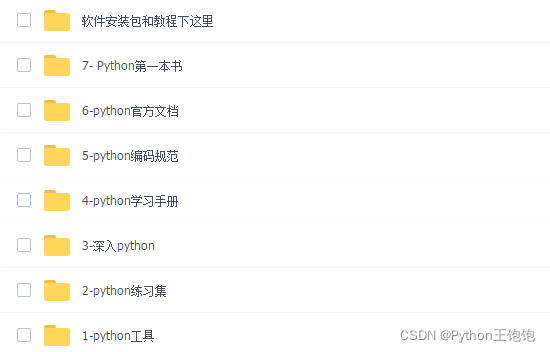 软件安装包和教程下这里
7- Python第一本书
6-python官方文档
5-python编码规范
4-python学习手册
3-深入python
2-python练习集
1-python工具
CSDN @Python王饱饱